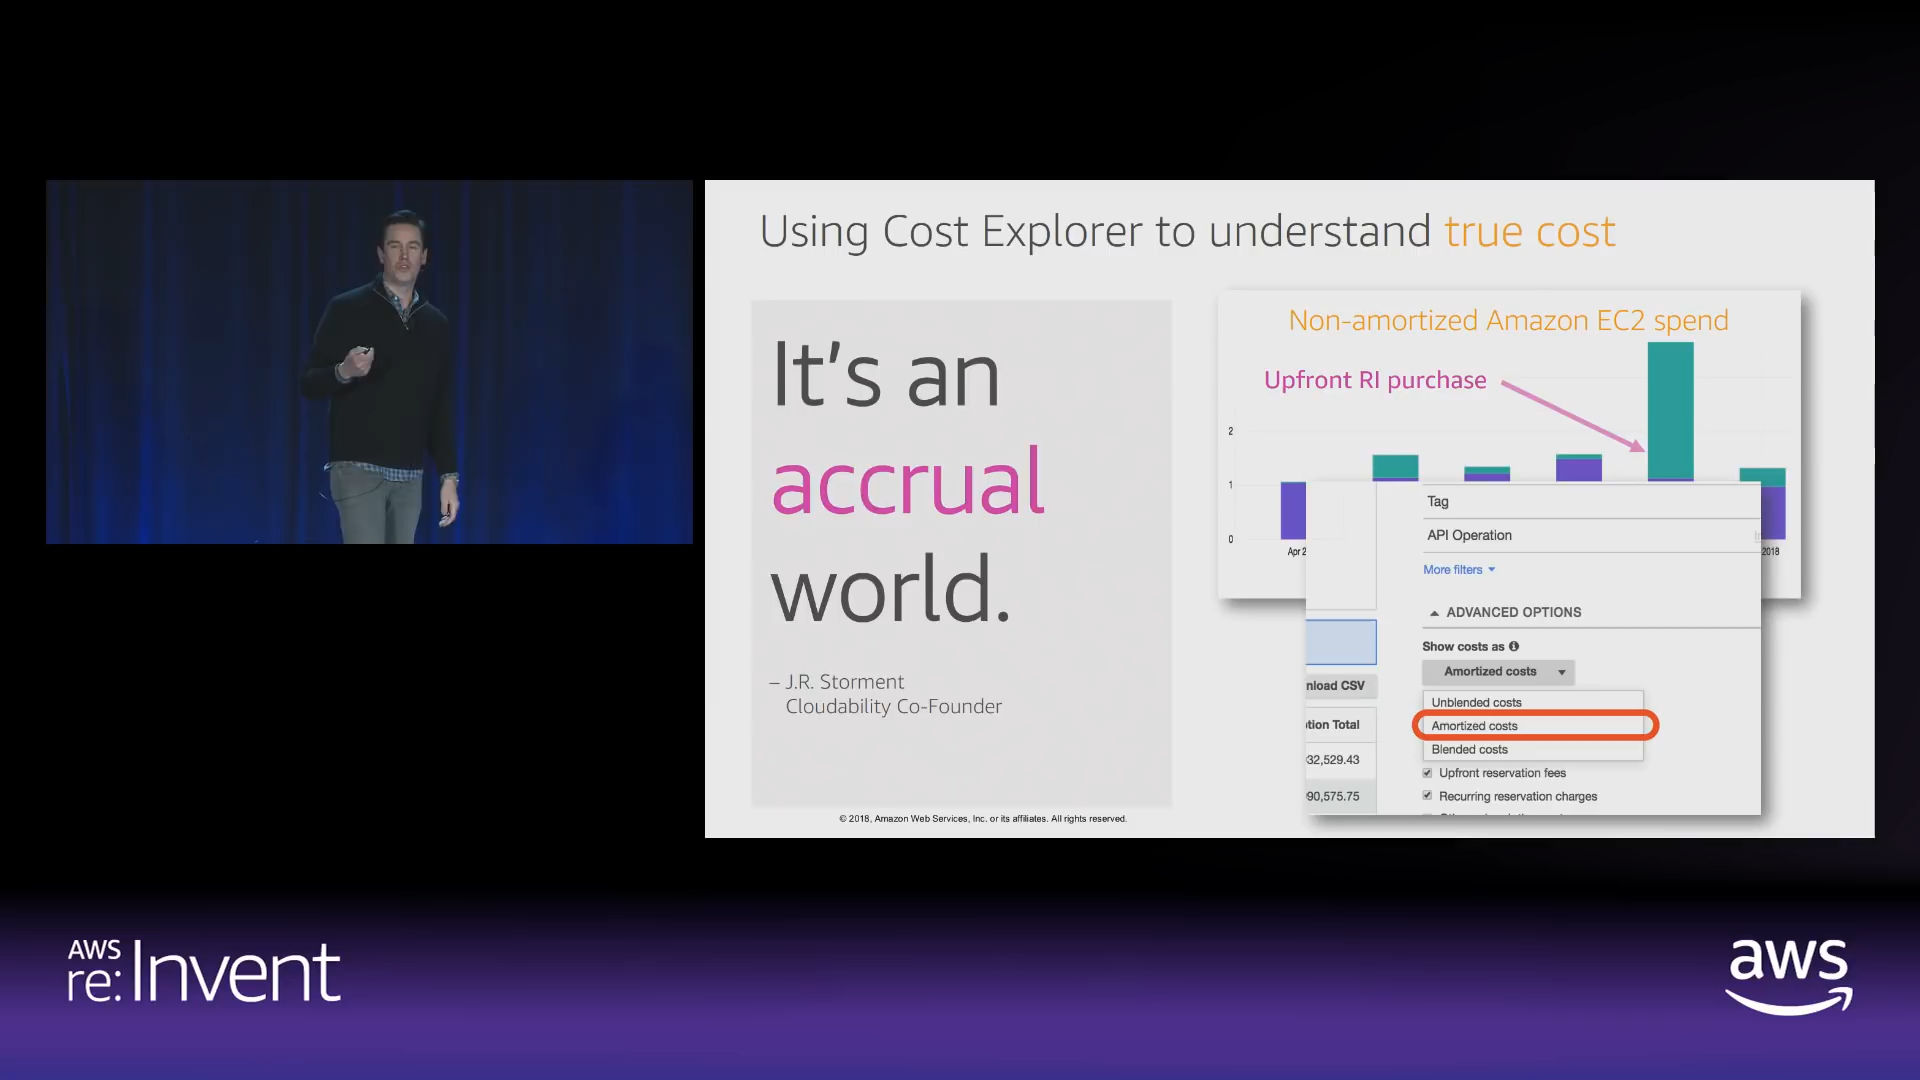 Using Cost Explorer to understand true cost
It's an
accrual
world.
– J.R. Storment
Cloudability Co-Founder
Non-amortized Amazon EC2 spend
Upfront RI purchase
2
1
0
Apr 2
2018
Tag
API Operation
More filters
ADVANCED OPTIONS
Show costs as
Amortized costs
Unblended costs
Amortized costs
Blended costs
Upfront reservation fees
Recurring reservation charges
nload CSV
tion Total
32,529.43
90,575.75
© 2018, Amazon Web Services, Inc. or its affiliates. All rights reserved.
AWS
re:Invent
aws